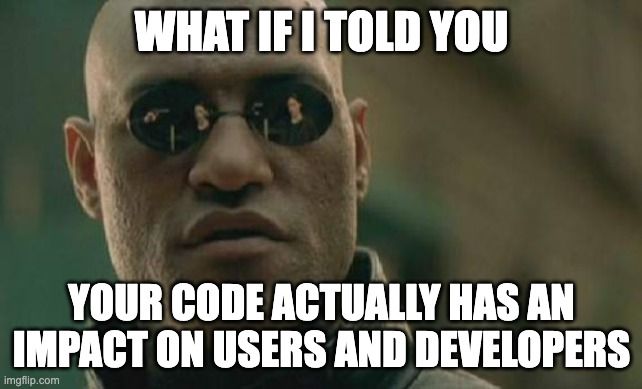 WHAT IF I TOLD YOU
YOUR CODE ACTUALLY HAS AN
IMPACT ON USERS AND DEVELOPERS
imgflip.com